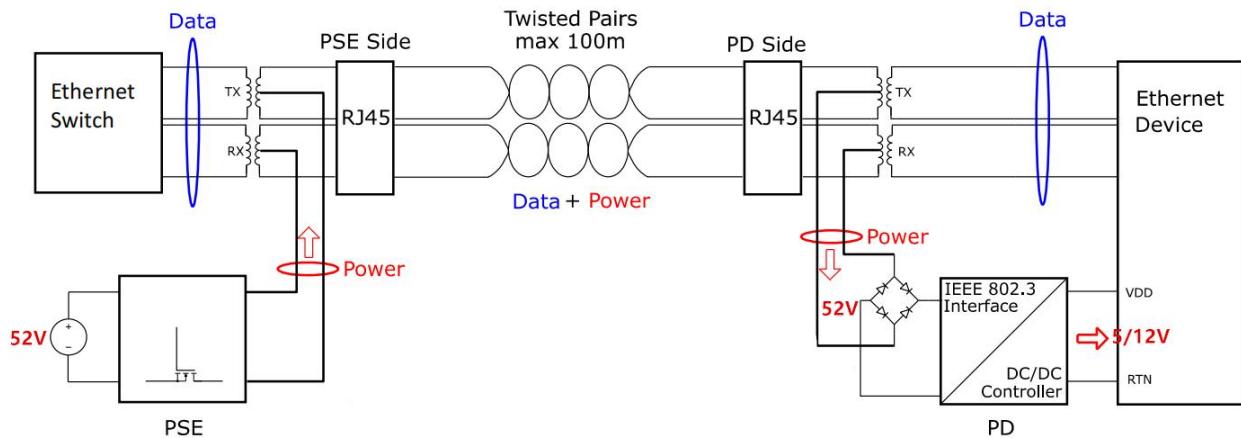 Data
Twisted Pairs
max 100m
Data
PSE Side
PD Side
Ethernet
Switch
TX
RX
RJ45
RJ45
TX
RX
Ethernet
Device
Data + Power
Power
Power
52V
+
−
52V
IEEE 802.3
Interface
DC/DC
Controller
VDD
5/12V
RTN
PSE
PD